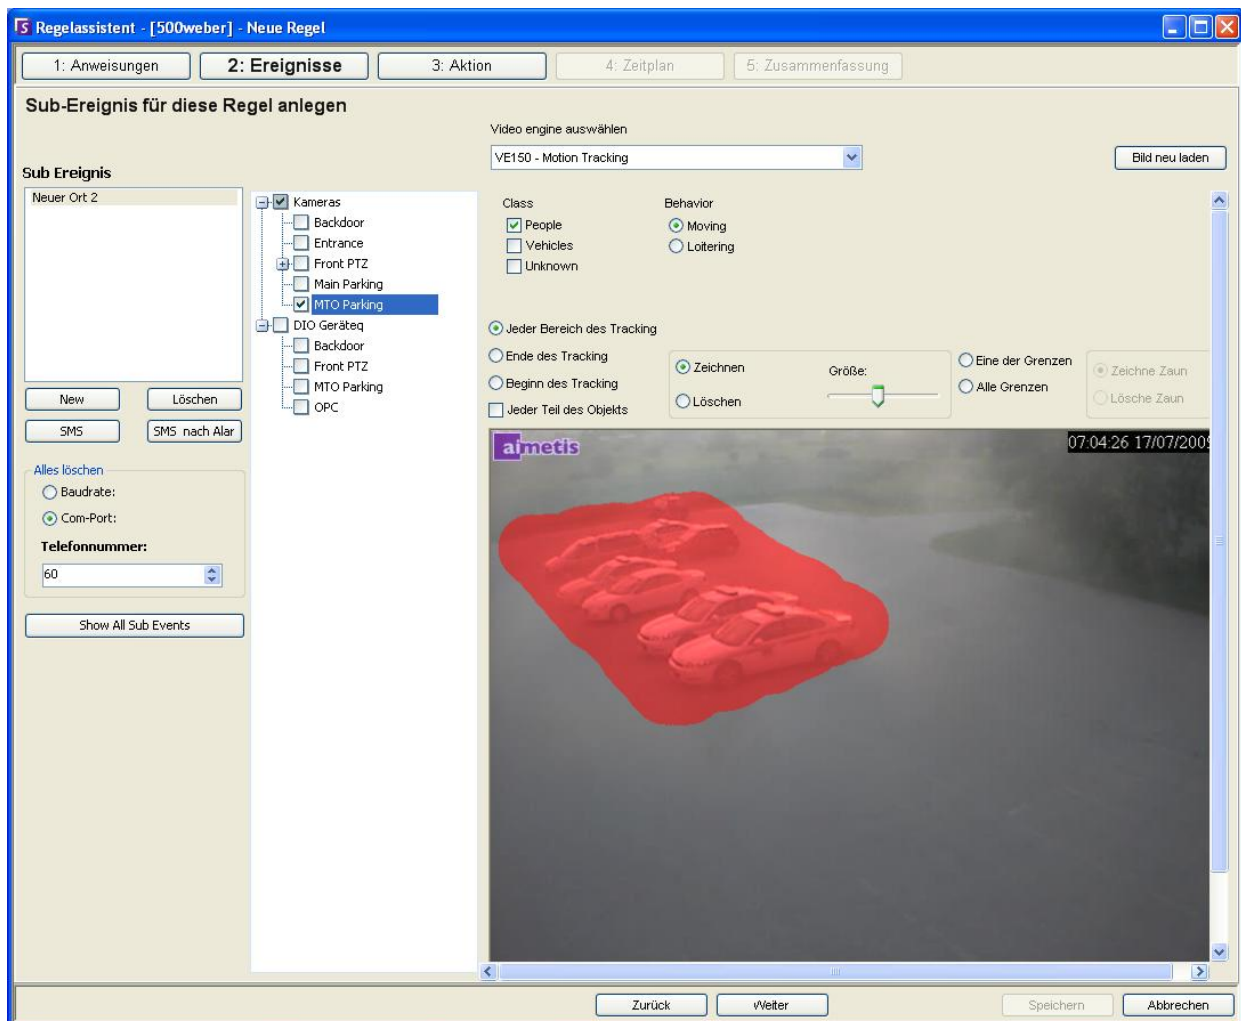 Regelassistent - [500weber] - Neue Regel
1: Anweisungen
2: Ereignisse
3: Aktion
4: Zeitplan
5: Zusammenfassung
Sub-Ereignis für diese Regel anlegen
Video engine auswählen
VE150 - Motion Tracking
Bild neu laden
Sub Ereignis
Neuer Ort 2
New
Löschen
SMS
SMS nach Alar
Alles löschen
Baudrate:
Com-Port:
Telefonnummer:
60
Show All Sub Events
Kameras
Backdoor
Entrance
Front PTZ
Main Parking
MTO Parking
DIO Geräteq
Backdoor
Front PTZ
MTO Parking
OPC
Class
People
Vehicles
Unknown
Behavior
Moving
Loitering
Jeder Bereich des Tracking
Ende des Tracking
Beginn des Tracking
Jeder Teil des Objekts
Zeichnen
Löschen
Größe:
Eine der Grenzen
Alle Grenzen
Zeichne Zaun
Lösche Zaun
aimetis
07:04:26 17/07/2009
Zurück
Weiter
Speichern
Abbrechen